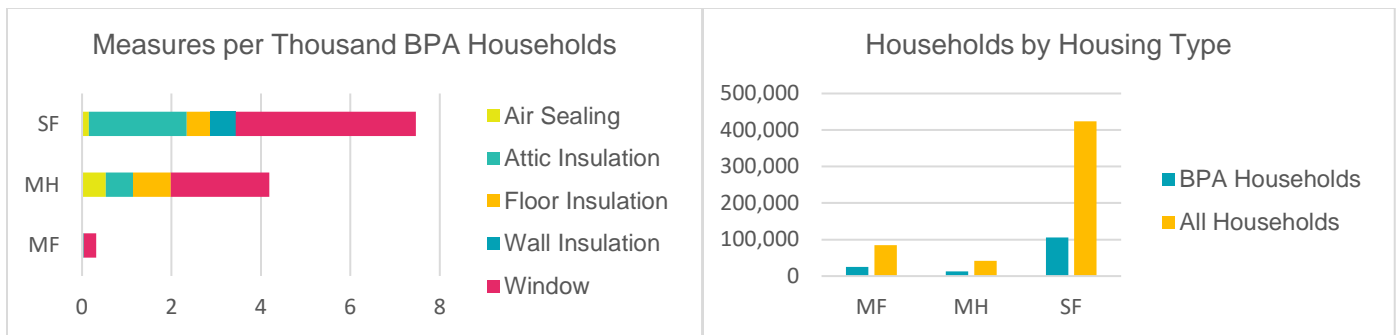 Measures per Thousand BPA Households
SF
MH
MF
0 2 4 6 8
Air Sealing
Attic Insulation
Floor Insulation
Wall Insulation
Window
Households by Housing Type
500,000
400,000
300,000
200,000
100,000
0
MF MH SF
BPA Households
All Households